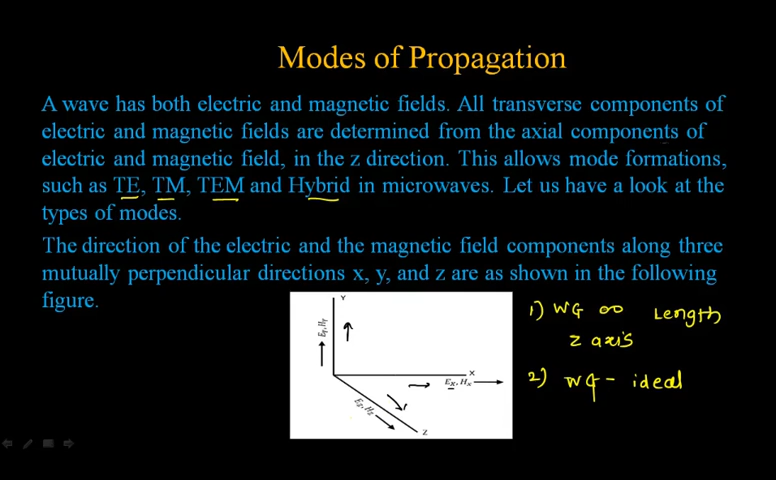 Modes of Propagation
A wave has both electric and magnetic fields. All transverse components of
electric and magnetic fields are determined from the axial components of
electric and magnetic field, in the z direction. This allows mode formations,
such as TE, TM, TEM and Hybrid in microwaves. Let us have a look at the
types of modes.
The direction of the electric and the magnetic field components along three
mutually perpendicular directions x, y, and z are as shown in the following
figure.
Y
Ey, Hy
X
Ex, Hx
Ez, Hz
Z
1) WG ∞ Length
z axis
2) WG - ideal